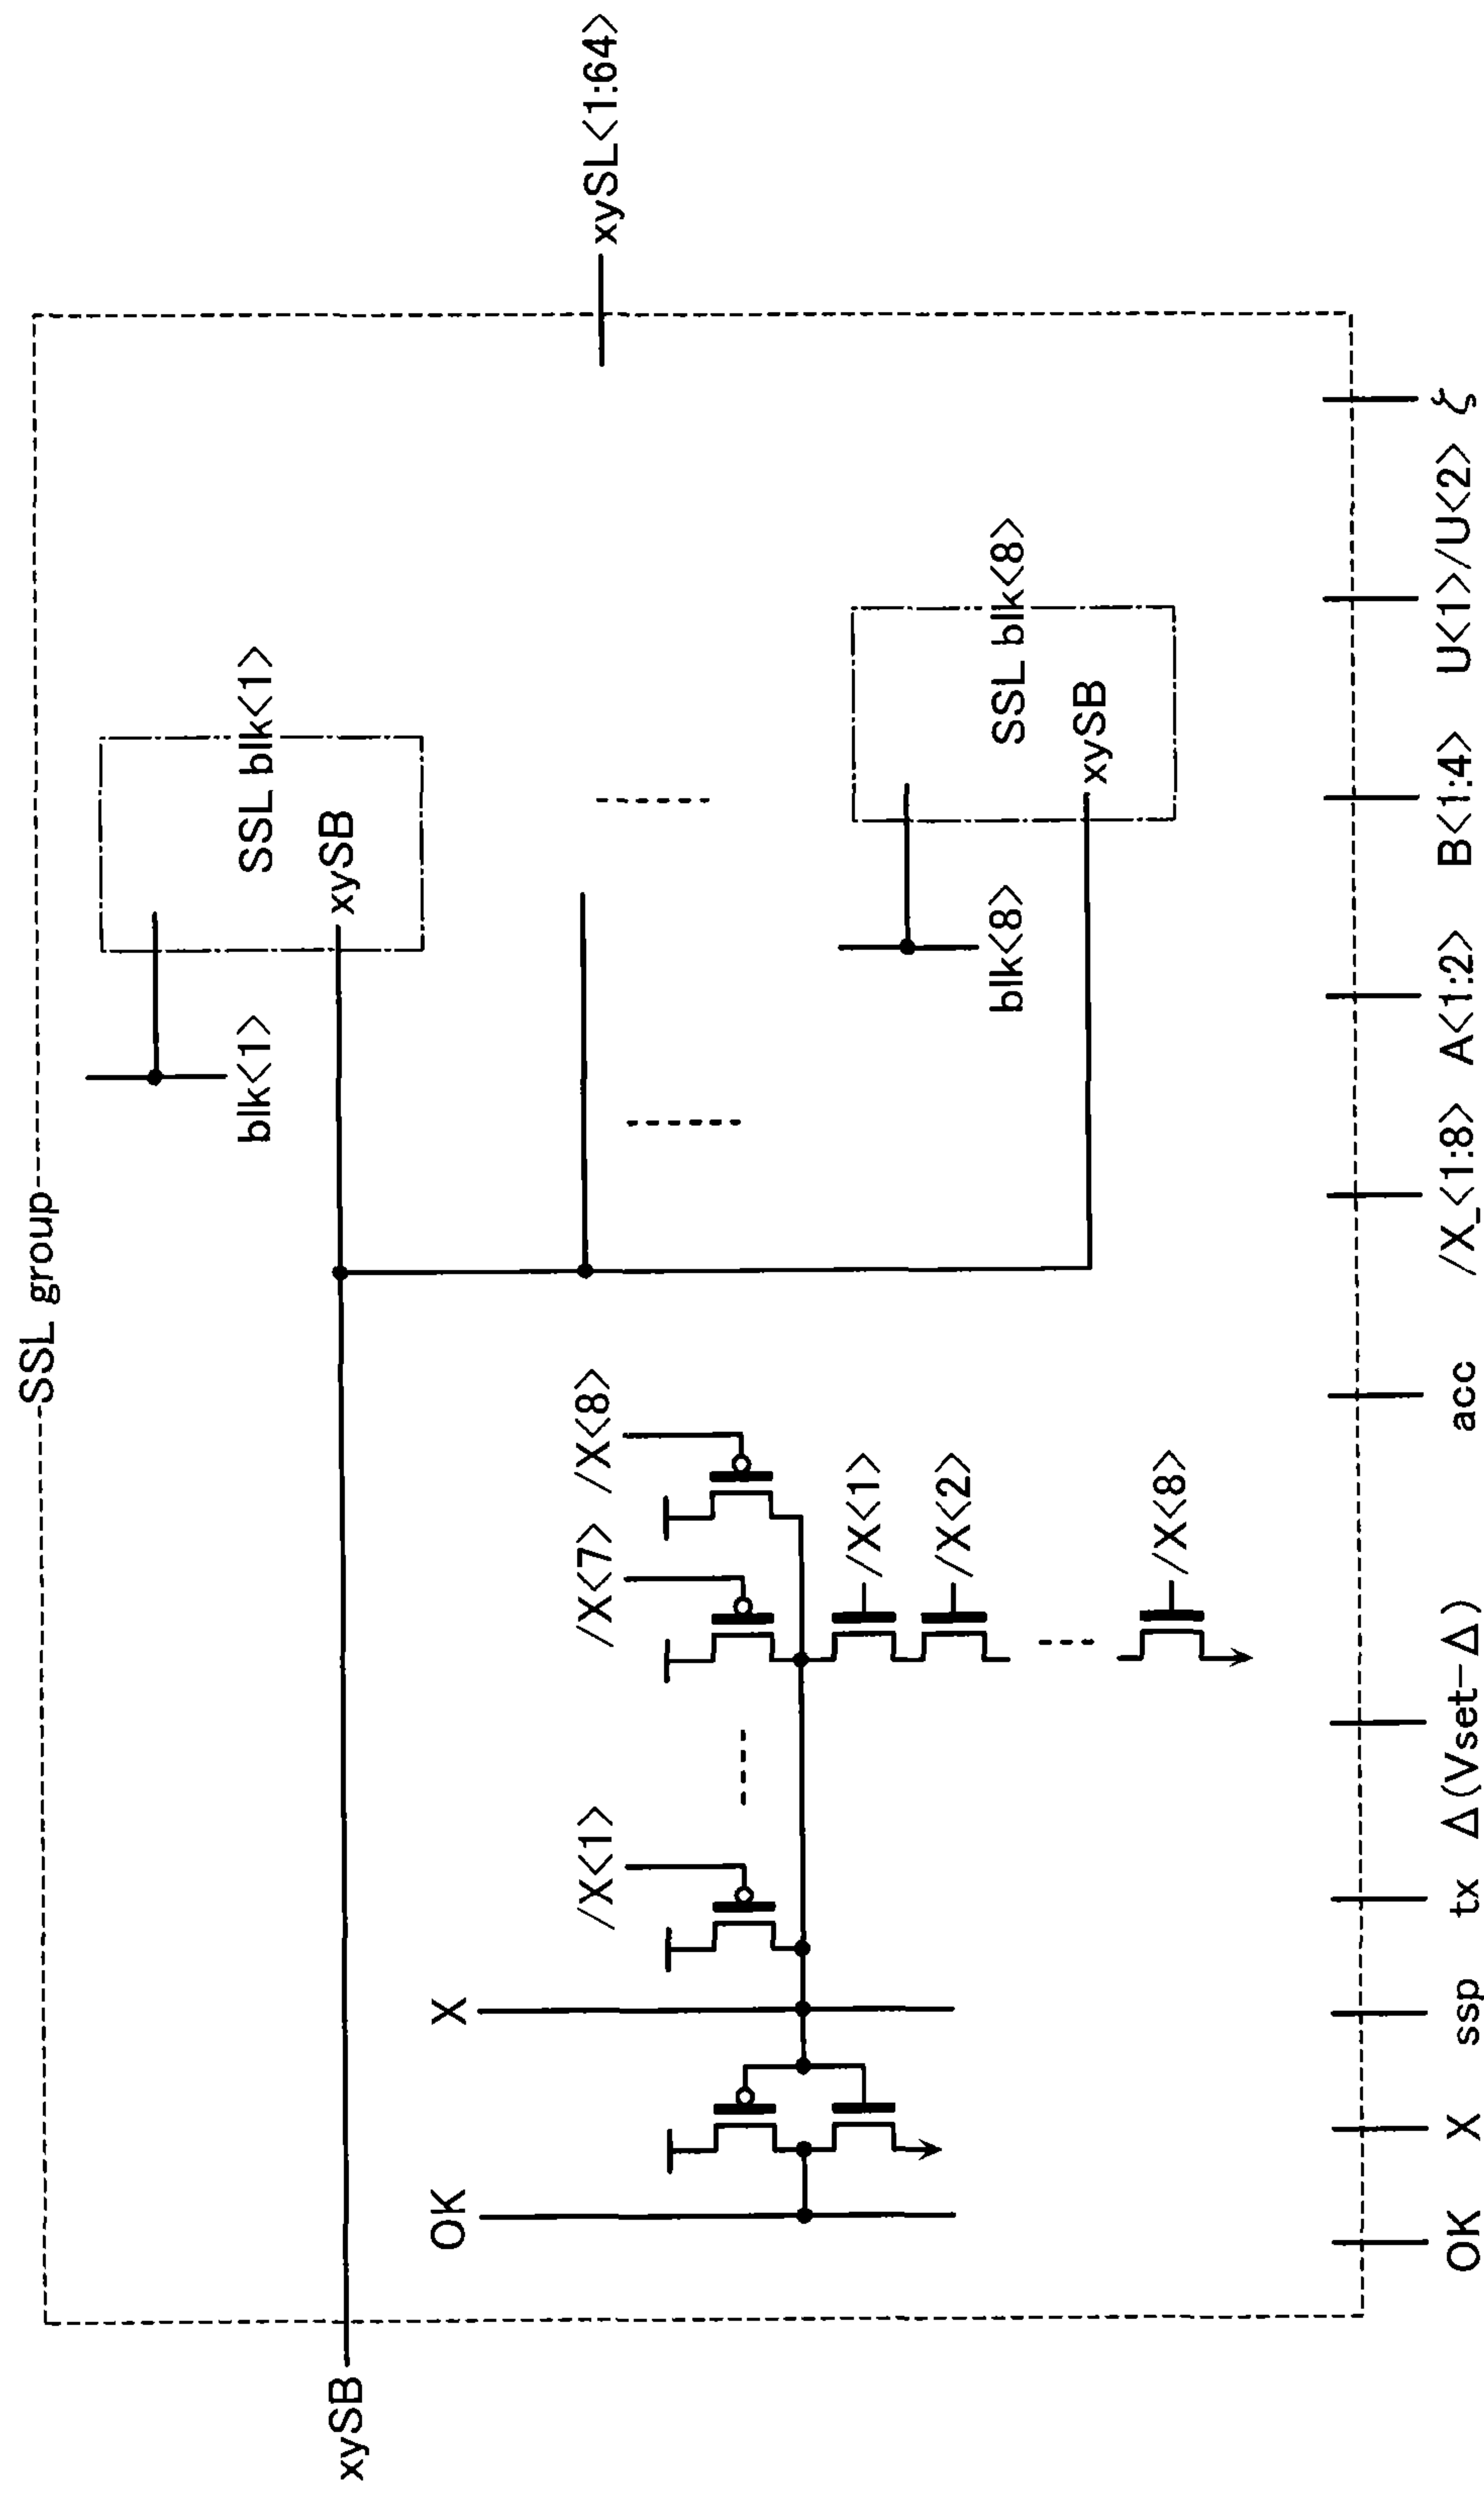 SSL group
xySB
blk<1>
SSL blk<1>
xySB
OK
X
/X<1>
/X<7>
/X<8>
xySL<1:64>
/X<1>
/X<2>
/X<8>
blk<8>
SSL blk<8>
xySB
OK
X
ssp
tx
Δ(Vset-Δ)
acc
/X_<1:8>
A<1:2>
B<1:4>
U<1>/U<2>
ζ